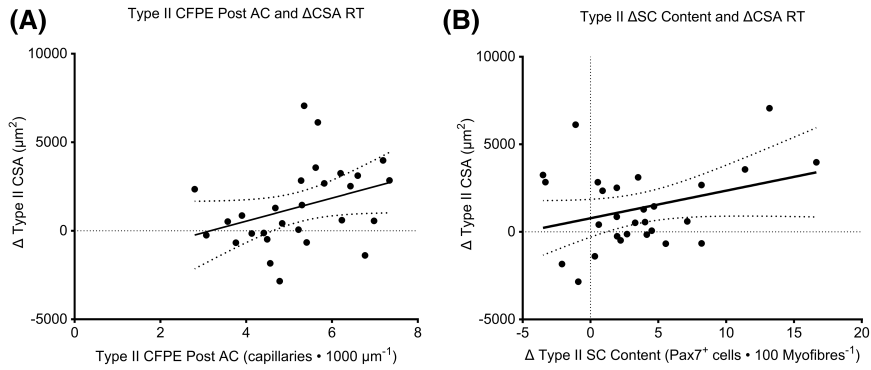 (A)
Type II CFPE Post AC and ΔCSA RT
10000
5000
0
-5000
Δ Type II CSA (μm²)
0 2 4 6 8
Type II CFPE Post AC (capillaries • 1000 μm⁻¹)
(B)
Type II ΔSC Content and ΔCSA RT
10000
5000
0
-5000
Δ Type II CSA (μm²)
-5 0 5 10 15 20
Δ Type II SC Content (Pax7⁺ cells • 100 Myofibres⁻¹)